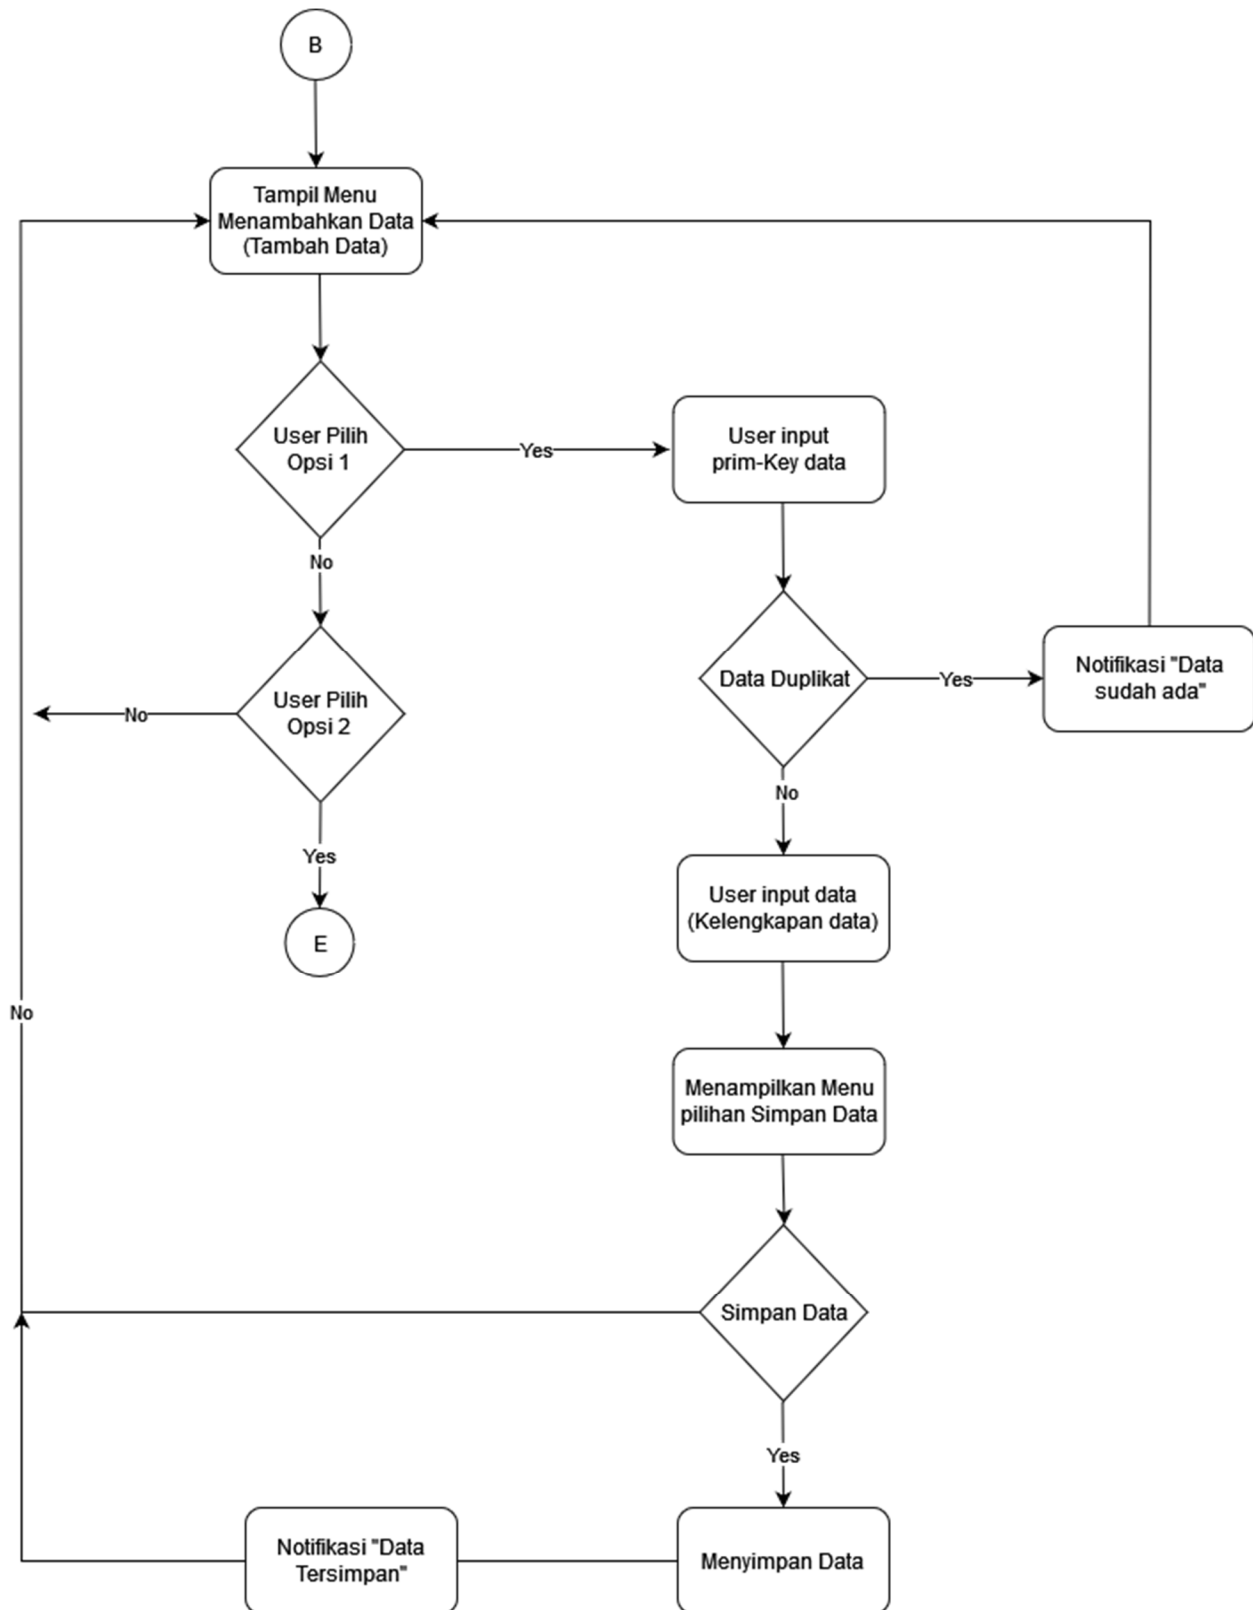 B
Tampil Menu
Menambahkan Data
(Tambah Data)
User Pilih
Opsi 1
Yes
User input
prim-Key data
No
User Pilih
Opsi 2
Data Duplikat
Yes
Notifikasi "Data
sudah ada"
No
No
Yes
User input data
(Kelengkapan data)
E
No
Menampilkan Menu
pilihan Simpan Data
Simpan Data
Yes
Notifikasi "Data
Tersimpan"
Menyimpan Data